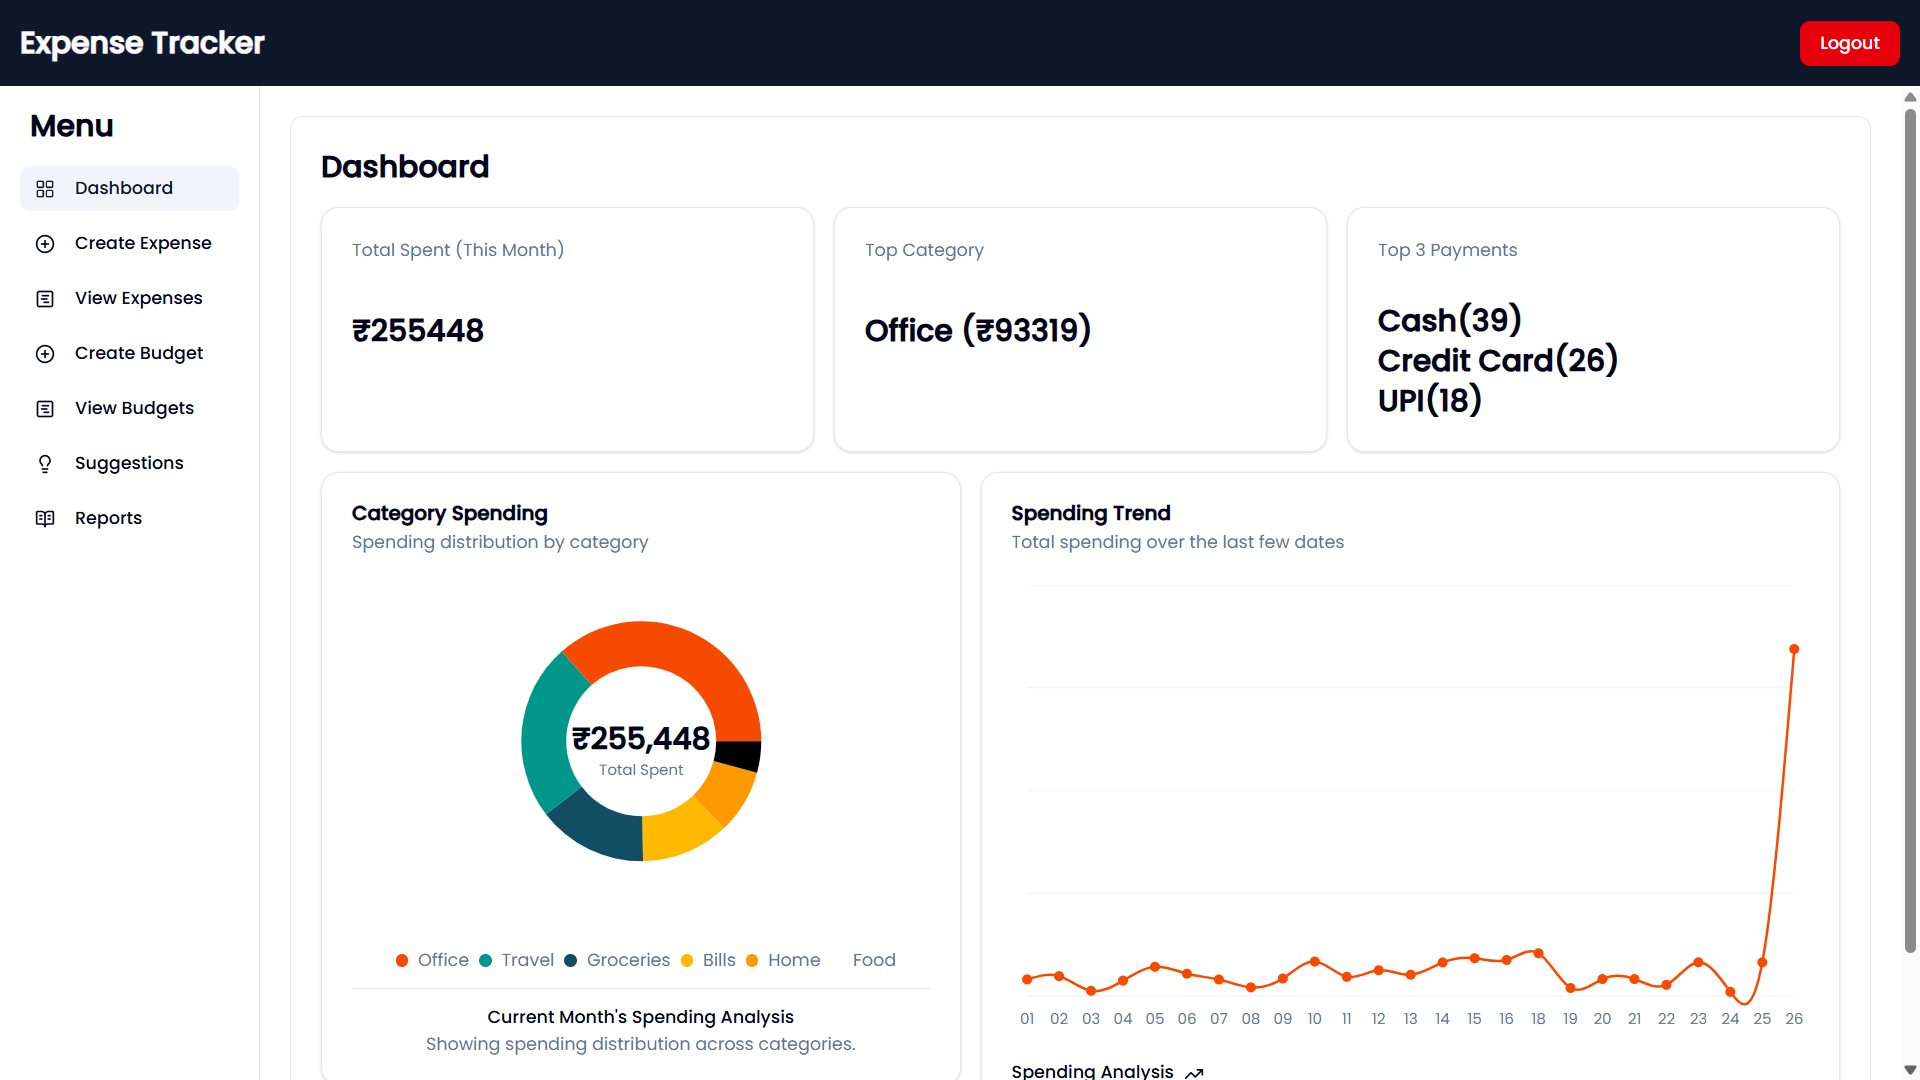 Expense Tracker
Logout
Menu
Dashboard
Create Expense
View Expenses
Create Budget
View Budgets
Suggestions
Reports
Dashboard
Total Spent (This Month)
₹255448
Top Category
Office (₹93319)
Top 3 Payments
Cash(39)
Credit Card(26)
UPI(18)
Category Spending
Spending distribution by category
₹255,448
Total Spent
Office Travel Groceries Bills Home Food
Current Month's Spending Analysis
Showing spending distribution across categories.
Spending Trend
Total spending over the last few dates
01 02 03 04 05 06 07 08 09 10 11 12 13 14 15 16 18 19 20 21 22 23 24 25 26
Spending Analysis